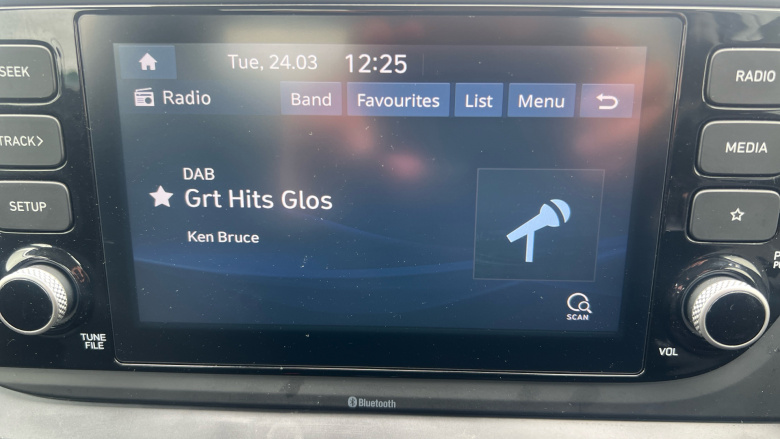 SEEK
TRACK>
SETUP
TUNE
FILE
Tue, 24.03 12:25
Radio Band Favourites List Menu
DAB
Grt Hits Glos
Ken Bruce
SCAN
RADIO
MEDIA
VOL
Bluetooth